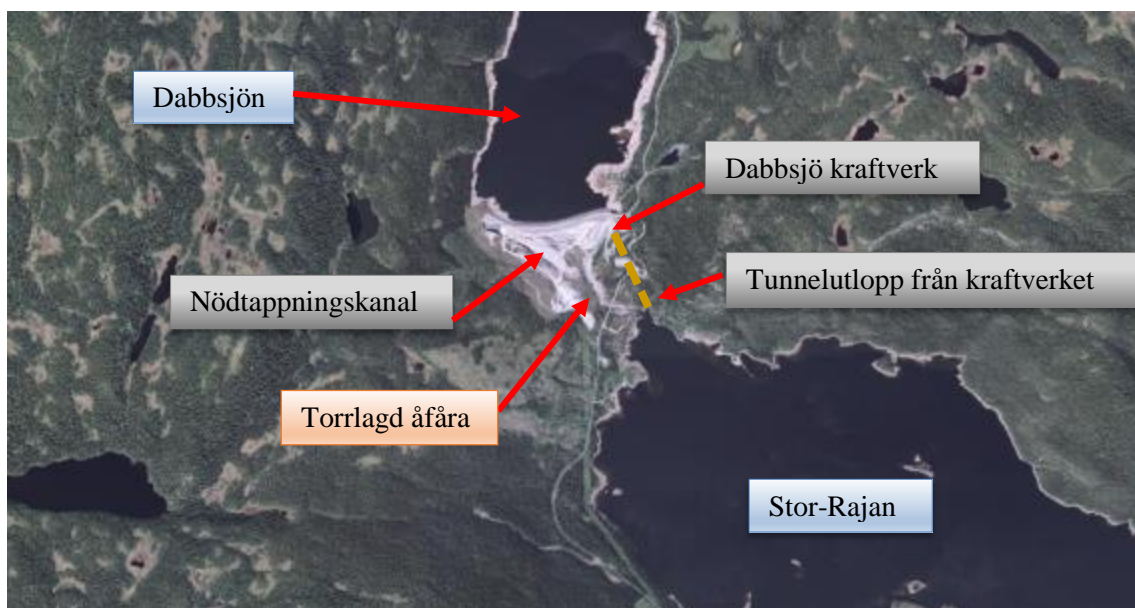 Dabbsjön
Dabbsjö kraftverk
Nödtappningskanal
Tunnelutlopp från kraftverket
Torrlagd åfåra
Stor-Rajan